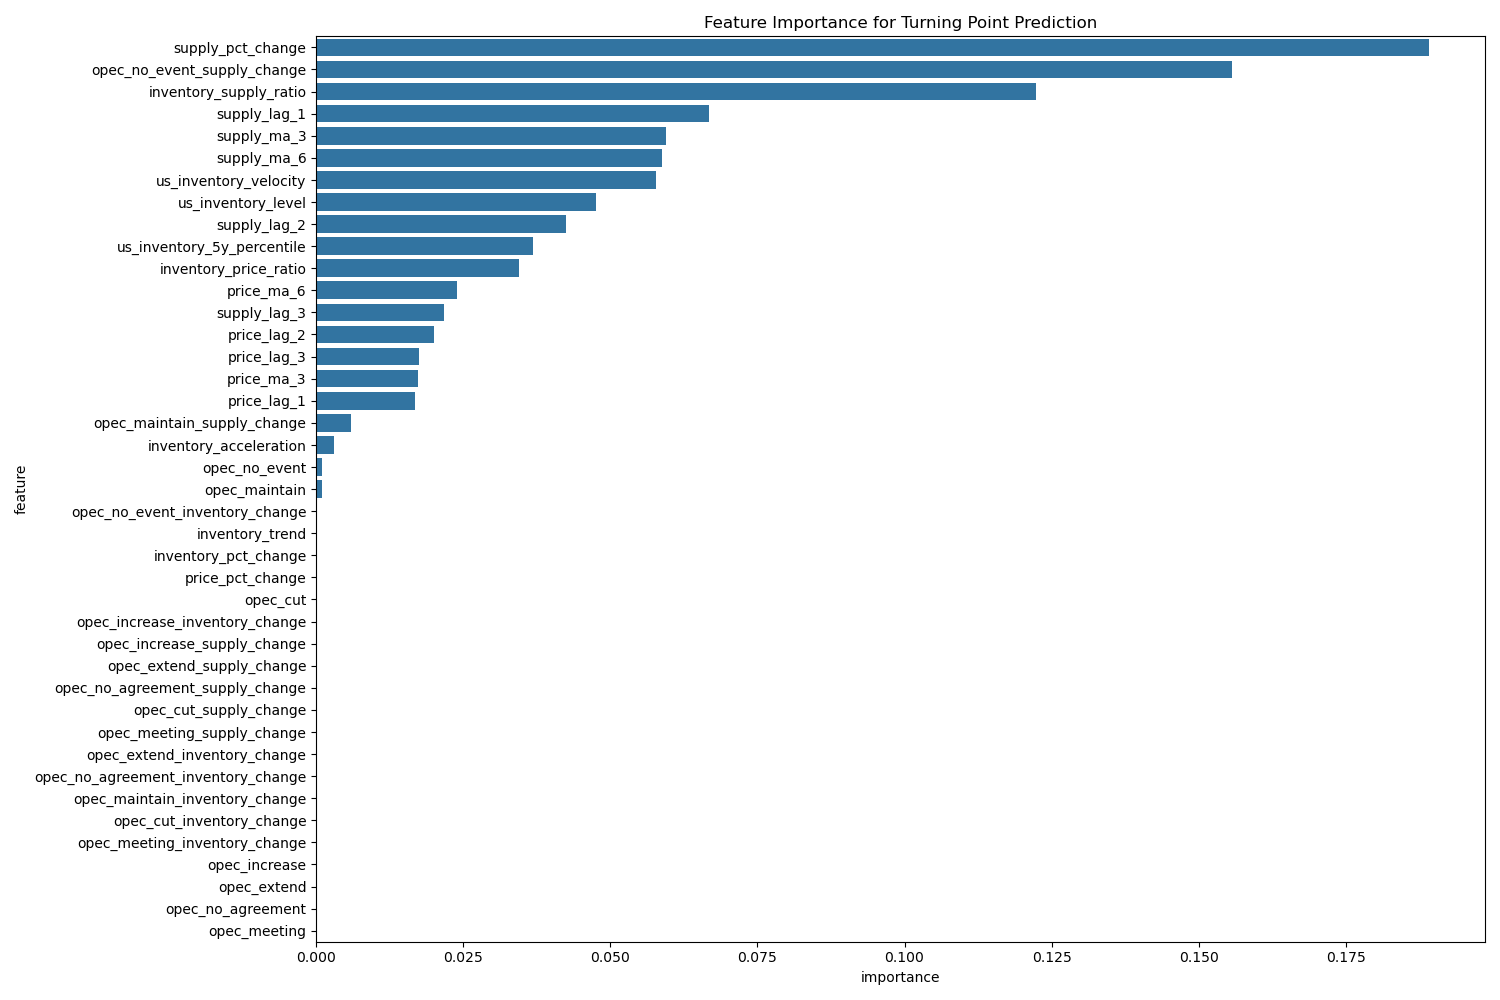 Feature Importance for Turning Point Prediction
supply_pct_change
opec_no_event_supply_change
inventory_supply_ratio
supply_lag_1
supply_ma_3
supply_ma_6
us_inventory_velocity
us_inventory_level
supply_lag_2
us_inventory_5y_percentile
inventory_price_ratio
price_ma_6
supply_lag_3
price_lag_2
price_lag_3
price_ma_3
price_lag_1
opec_maintain_supply_change
inventory_acceleration
opec_no_event
opec_maintain
opec_no_event_inventory_change
inventory_trend
inventory_pct_change
price_pct_change
opec_cut
opec_increase_inventory_change
opec_increase_supply_change
opec_extend_supply_change
opec_no_agreement_supply_change
opec_cut_supply_change
opec_meeting_supply_change
opec_extend_inventory_change
opec_no_agreement_inventory_change
opec_maintain_inventory_change
opec_cut_inventory_change
opec_meeting_inventory_change
opec_increase
opec_extend
opec_no_agreement
opec_meeting
feature
0.000 0.025 0.050 0.075 0.100 0.125 0.150 0.175
importance